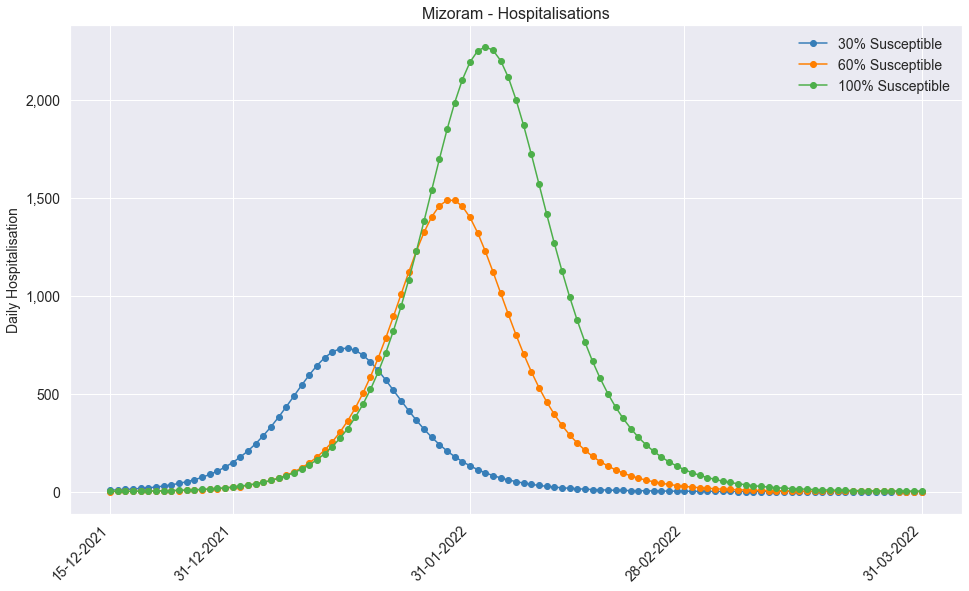 Mizoram - Hospitalisations
30% Susceptible
60% Susceptible
100% Susceptible
Daily Hospitalisation
2,000
1,500
1,000
500
0
15-12-2021
31-12-2021
31-01-2022
28-02-2022
31-03-2022